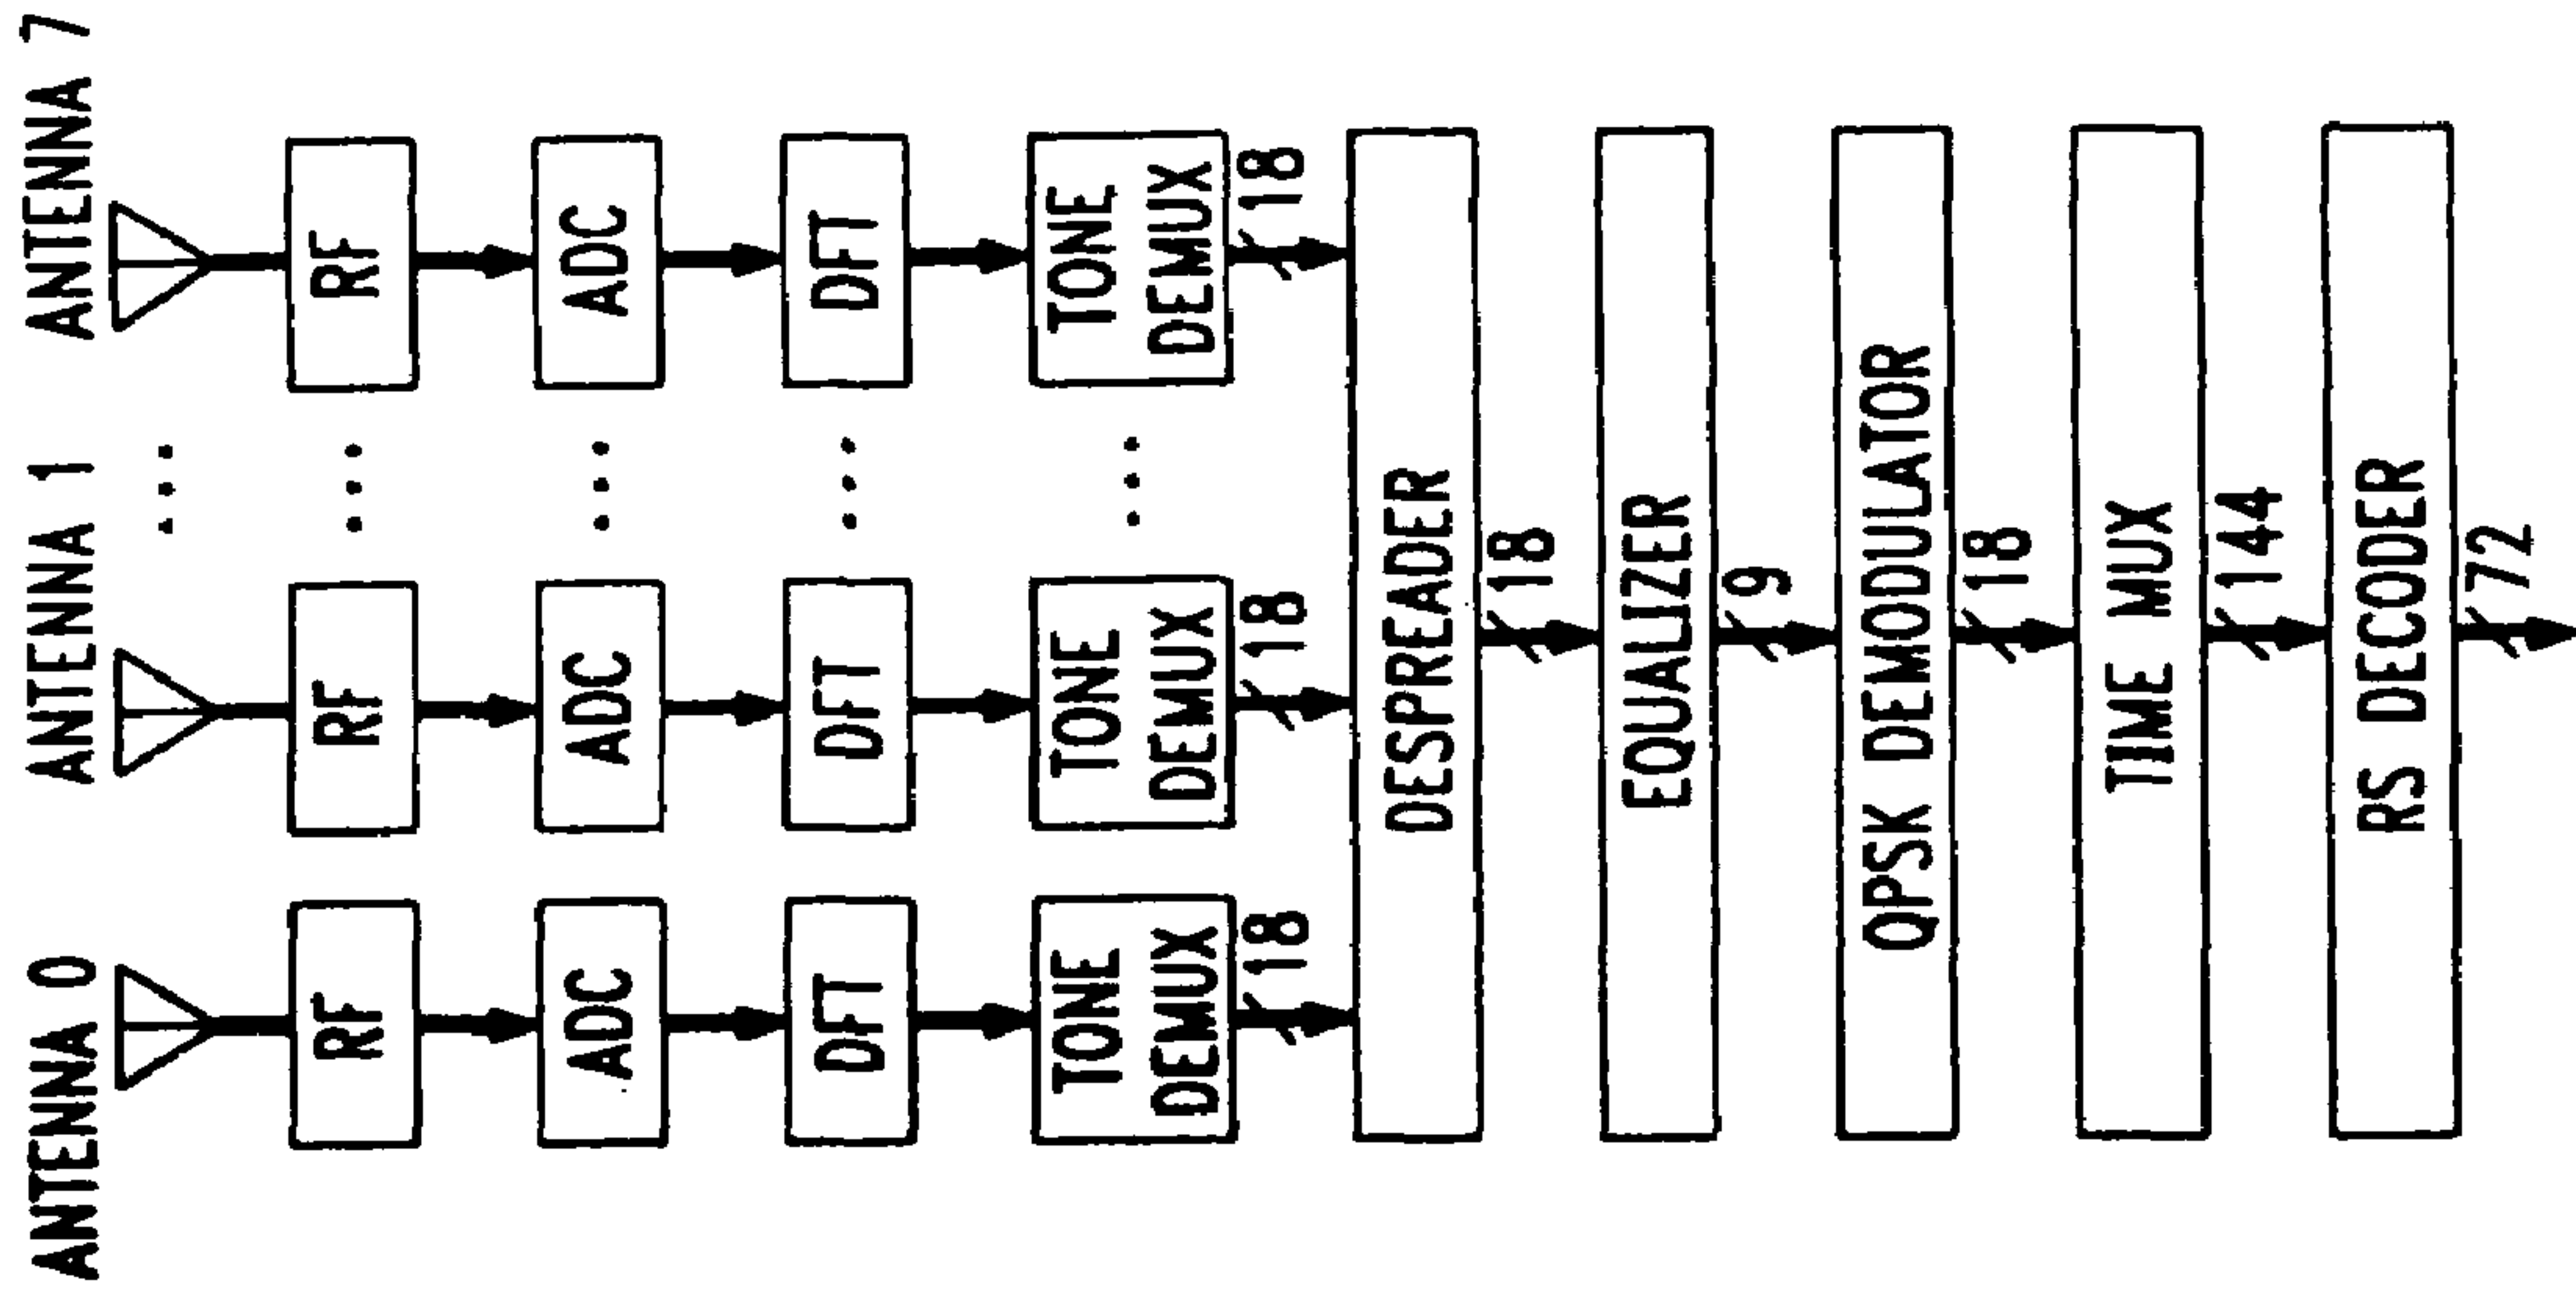 ANTENNA 0
ANTENNA 1
ANTENNA 7
...
RF
RF
...
RF
ADC
ADC
...
ADC
DFT
DFT
...
DFT
TONE
DEMUX
TONE
DEMUX
...
TONE
DEMUX
18
18
18
DESPREADER
18
EQUALIZER
9
QPSK DEMODULATOR
18
TIME MUX
144
RS DECODER
72